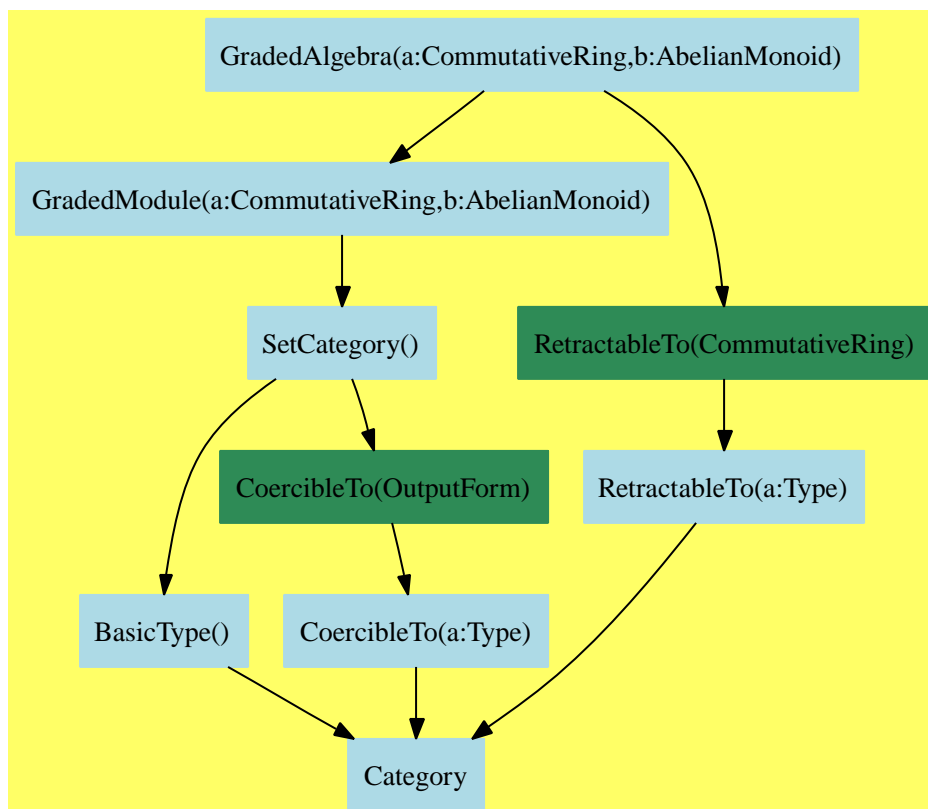 GradedAlgebra(a:CommutativeRing,b:AbelianMonoid)
GradedModule(a:CommutativeRing,b:AbelianMonoid)
SetCategory()
RetractableTo(CommutativeRing)
CoercibleTo(OutputForm)
RetractableTo(a:Type)
BasicType()
CoercibleTo(a:Type)
Category